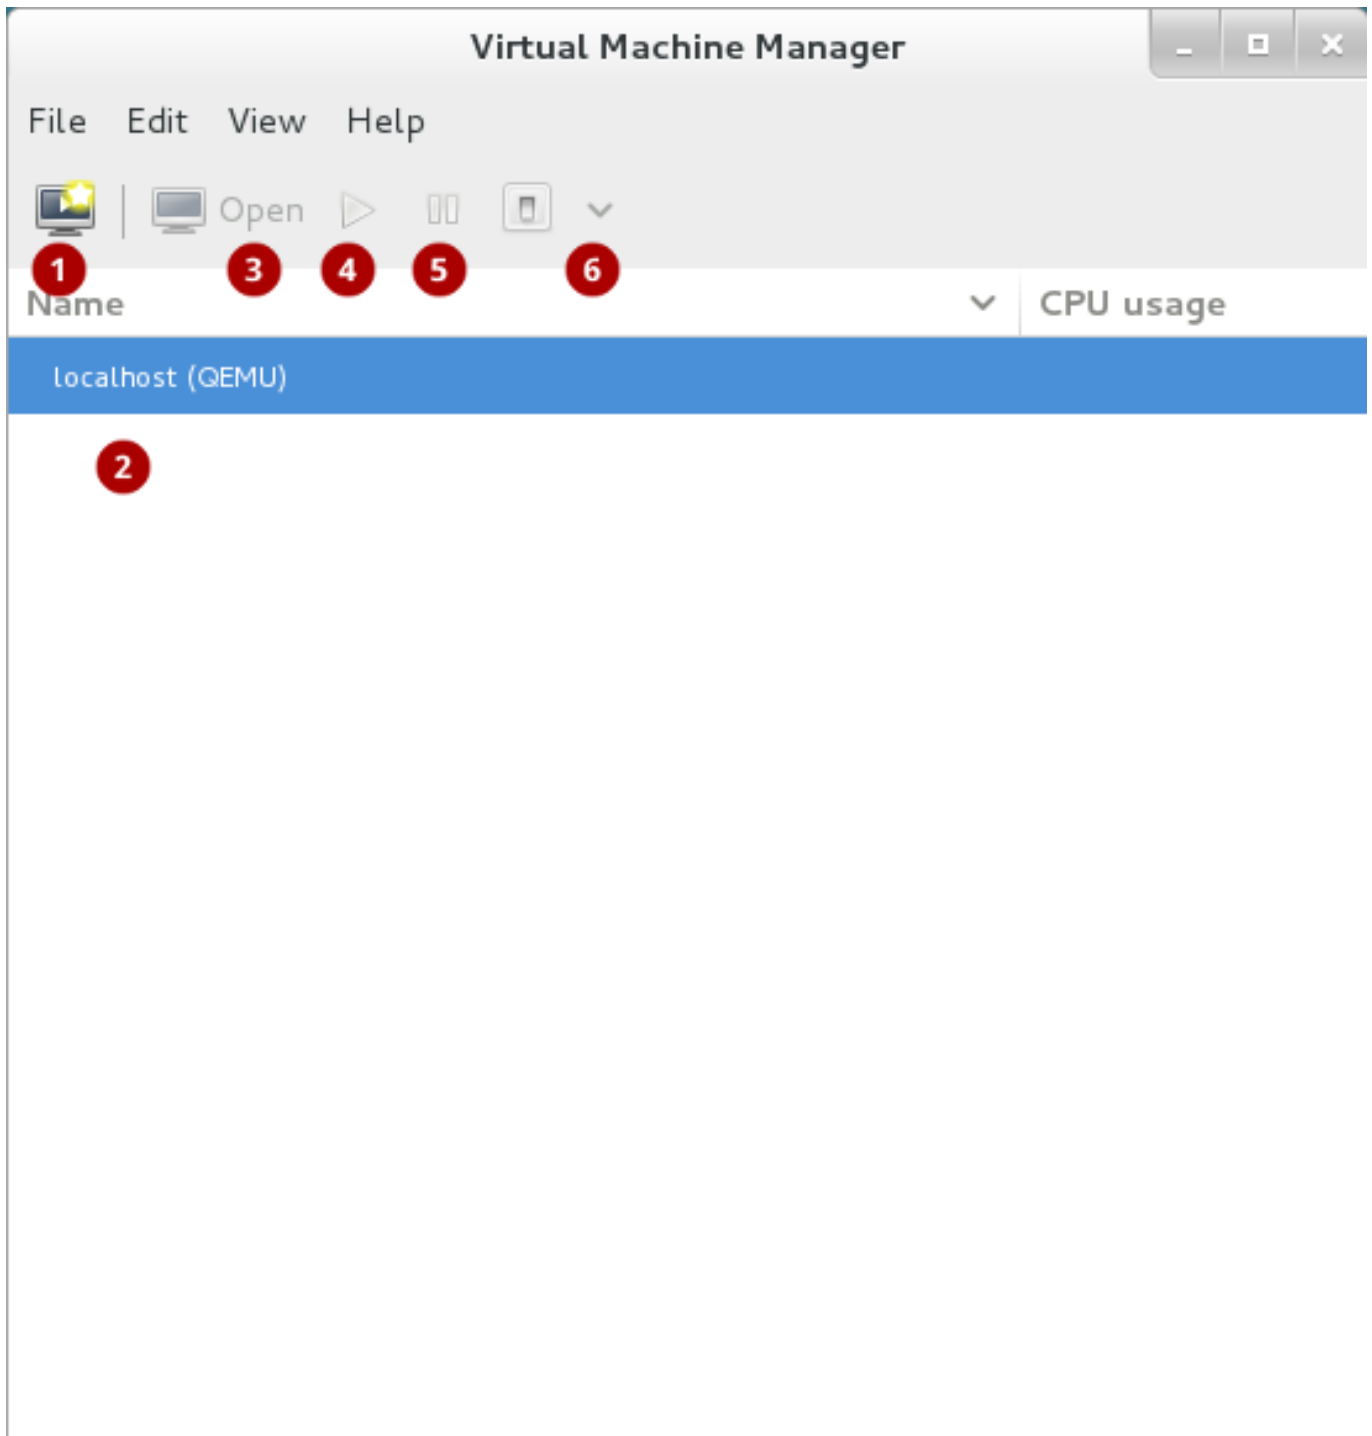 Virtual Machine Manager
File Edit View Help
Open
1 3 4 5 6
Name CPU usage
localhost (QEMU)
2